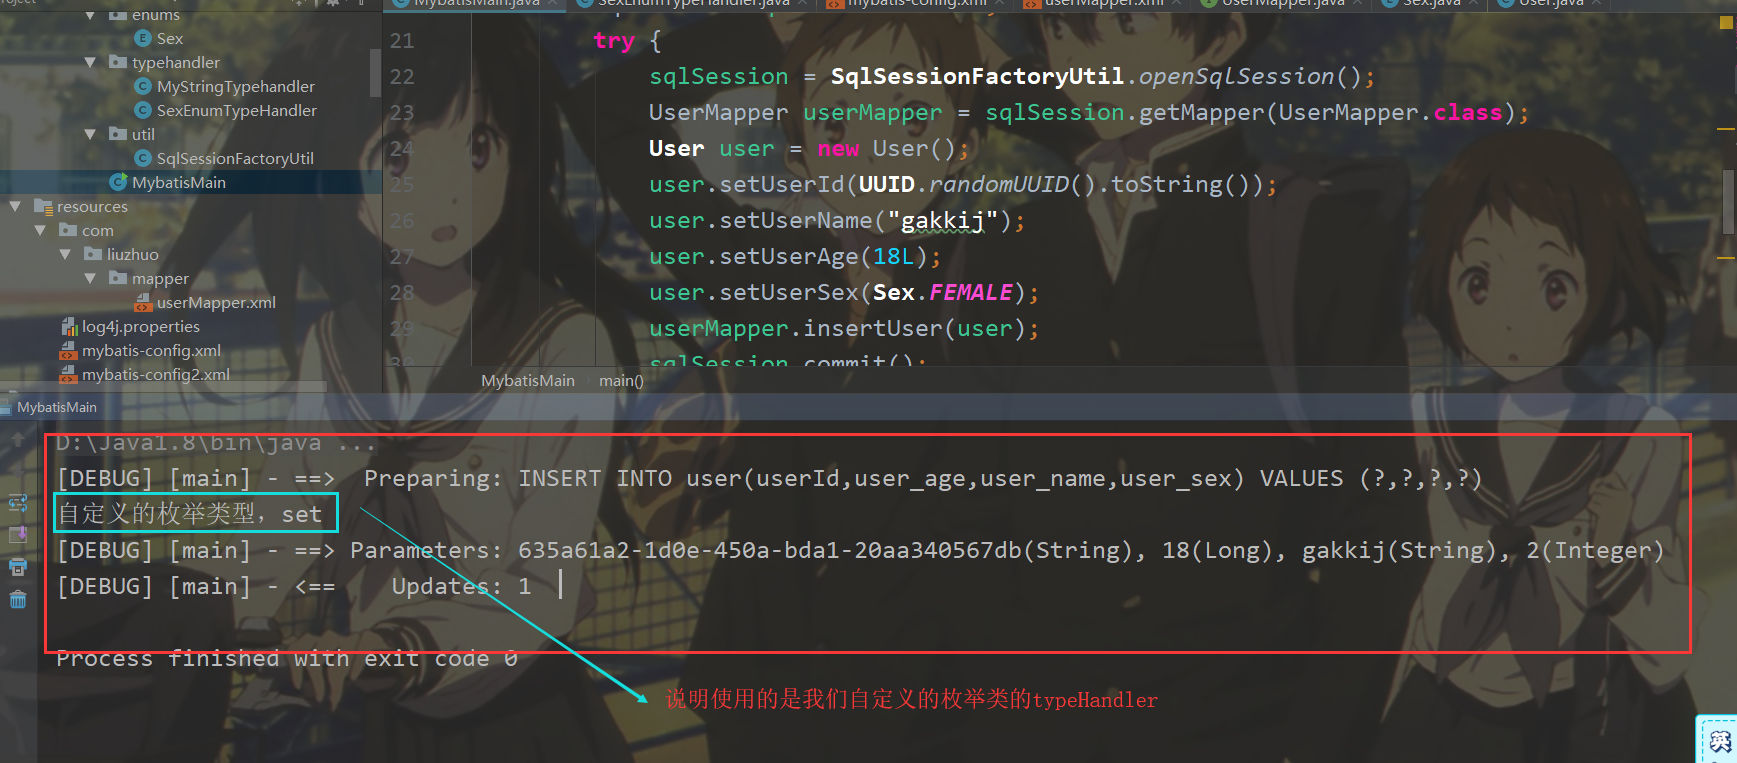 MybatisMain.java
SexEnumTypeHandler.java
mybatis-config.xml
userMapper.xml
UserMapper.java
Sex.java
User.java
enums
Sex
typehandler
MyStringTypehandler
SexEnumTypeHandler
util
SqlSessionFactoryUtil
MybatisMain
resources
com
liuzhuo
mapper
userMapper.xml
log4j.properties
mybatis-config.xml
mybatis-config2.xml
21 try {
22 sqlSession = SqlSessionFactoryUtil.openSqlSession();
23 UserMapper userMapper = sqlSession.getMapper(UserMapper.class);
24 User user = new User();
25 user.setUserId(UUID.randomUUID().toString());
26 user.setUserName("gakkij");
27 user.setUserAge(18L);
28 user.setUserSex(Sex.FEMALE);
29 userMapper.insertUser(user);
30 sqlSession.commit();
MybatisMain main()
MybatisMain
D:\Java1.8\bin\java ...
[DEBUG] [main] - ==>  Preparing: INSERT INTO user(userId,user_age,user_name,user_sex) VALUES (?,?,?,?)
自定义的枚举类型，set
[DEBUG] [main] - ==> Parameters: 635a61a2-1d0e-450a-bda1-20aa340567db(String), 18(Long), gakkij(String), 2(Integer)
[DEBUG] [main] - <==    Updates: 1
Process finished with exit code 0
说明使用的是我们自定义的枚举类的typeHandler
英